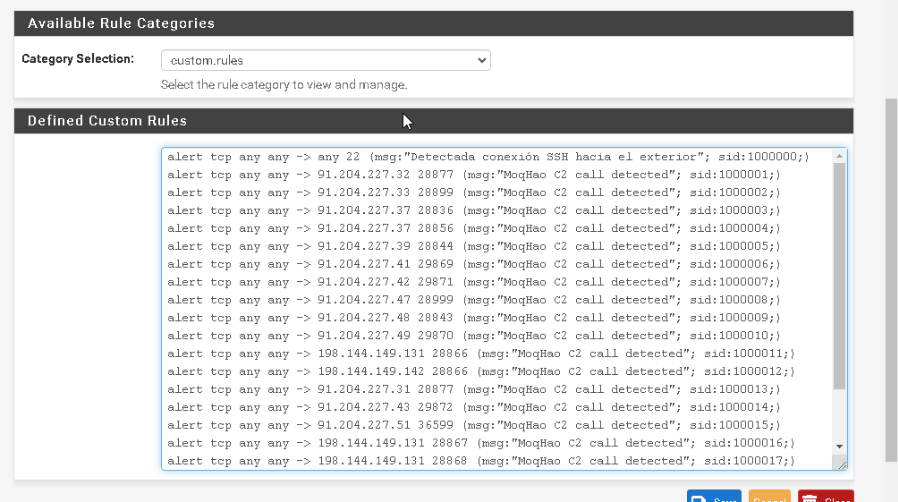 Available Rule Categories
Category Selection: custom.rules
Select the rule category to view and manage.
Defined Custom Rules
alert tcp any any -> any 22 (msg:"Detectada conexión SSH hacia el exterior"; sid:1000000;)
alert tcp any any -> 91.204.227.32 28877 (msg:"MoqHao C2 call detected"; sid:1000001;)
alert tcp any any -> 91.204.227.33 28899 (msg:"MoqHao C2 call detected"; sid:1000002;)
alert tcp any any -> 91.204.227.37 28836 (msg:"MoqHao C2 call detected"; sid:1000003;)
alert tcp any any -> 91.204.227.37 28856 (msg:"MoqHao C2 call detected"; sid:1000004;)
alert tcp any any -> 91.204.227.39 28844 (msg:"MoqHao C2 call detected"; sid:1000005;)
alert tcp any any -> 91.204.227.41 29869 (msg:"MoqHao C2 call detected"; sid:1000006;)
alert tcp any any -> 91.204.227.42 29871 (msg:"MoqHao C2 call detected"; sid:1000007;)
alert tcp any any -> 91.204.227.47 28999 (msg:"MoqHao C2 call detected"; sid:1000008;)
alert tcp any any -> 91.204.227.48 28843 (msg:"MoqHao C2 call detected"; sid:1000009;)
alert tcp any any -> 91.204.227.49 29870 (msg:"MoqHao C2 call detected"; sid:1000010;)
alert tcp any any -> 198.144.149.131 28866 (msg:"MoqHao C2 call detected"; sid:1000011;)
alert tcp any any -> 198.144.149.142 28866 (msg:"MoqHao C2 call detected"; sid:1000012;)
alert tcp any any -> 91.204.227.31 28877 (msg:"MoqHao C2 call detected"; sid:1000013;)
alert tcp any any -> 91.204.227.43 29872 (msg:"MoqHao C2 call detected"; sid:1000014;)
alert tcp any any -> 91.204.227.51 36599 (msg:"MoqHao C2 call detected"; sid:1000015;)
alert tcp any any -> 198.144.149.131 28867 (msg:"MoqHao C2 call detected"; sid:1000016;)
alert tcp any any -> 198.144.149.131 28868 (msg:"MoqHao C2 call detected"; sid:1000017;)